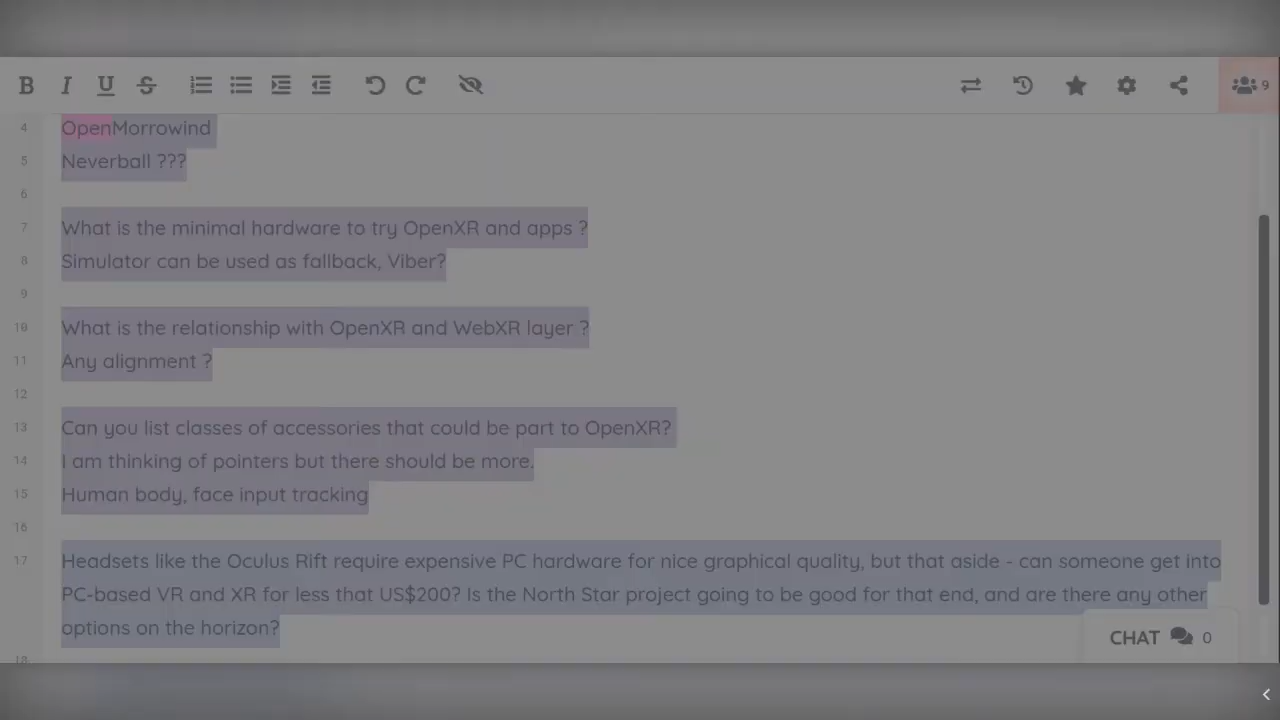 B I U S 9
4 OpenMorrowind
5 Neverball ???
6
7 What is the minimal hardware to try OpenXR and apps ?
8 Simulator can be used as fallback, Viber?
9
10 What is the relationship with OpenXR and WebXR layer ?
11 Any alignment ?
12
13 Can you list classes of accessories that could be part to OpenXR?
14 I am thinking of pointers but there should be more.
15 Human body, face input tracking
16
17 Headsets like the Oculus Rift require expensive PC hardware for nice graphical quality, but that aside - can someone get into
PC-based VR and XR for less that US$200? Is the North Star project going to be good for that end, and are there any other
options on the horizon?
CHAT 0
18